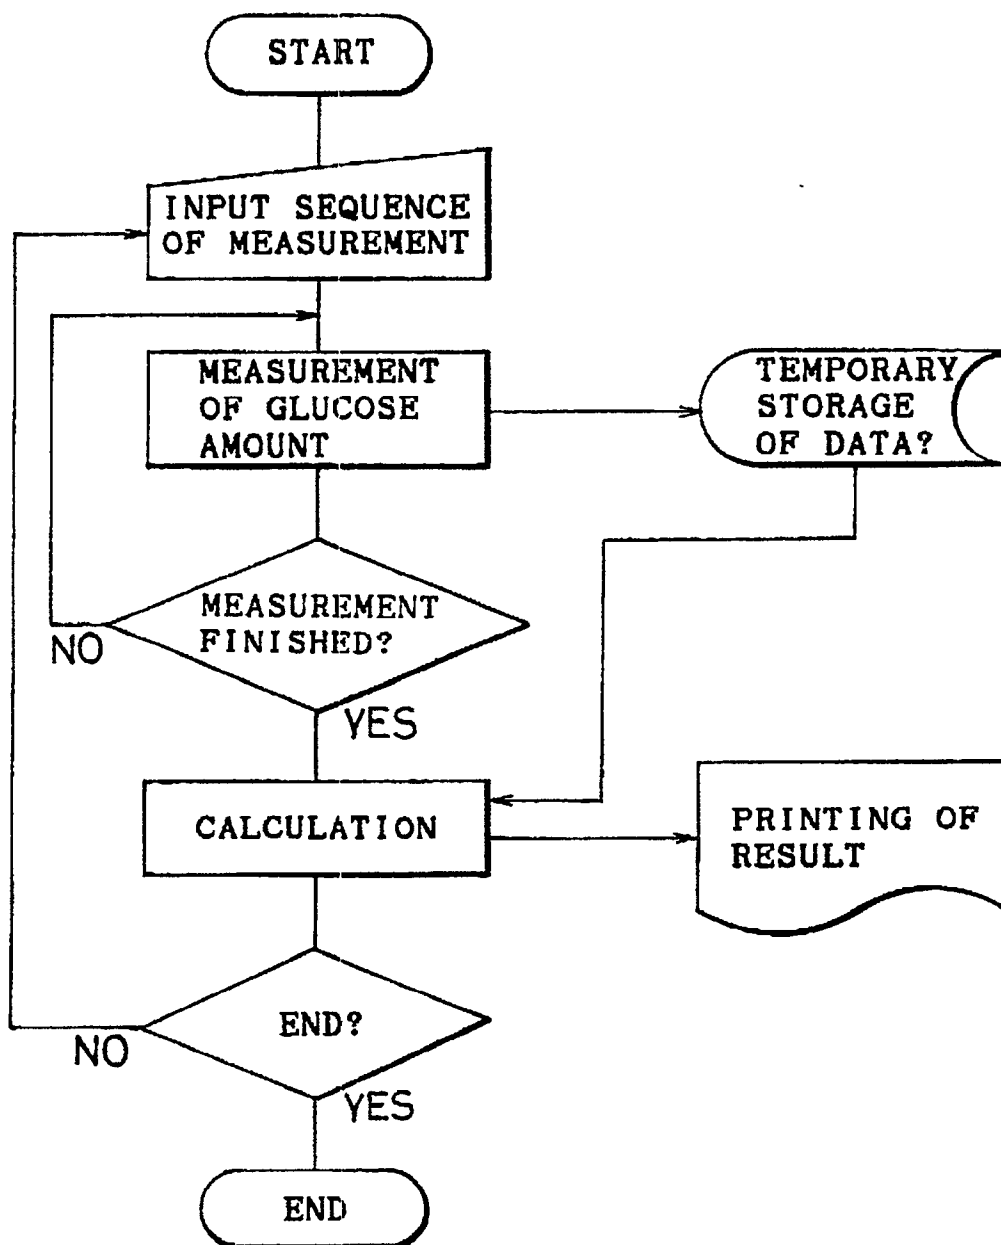 START
INPUT SEQUENCE
OF MEASUREMENT
MEASUREMENT
OF GLUCOSE
AMOUNT
TEMPORARY
STORAGE
OF DATA?
MEASUREMENT
FINISHED?
NO
YES
CALCULATION
PRINTING OF
RESULT
END?
NO
YES
END